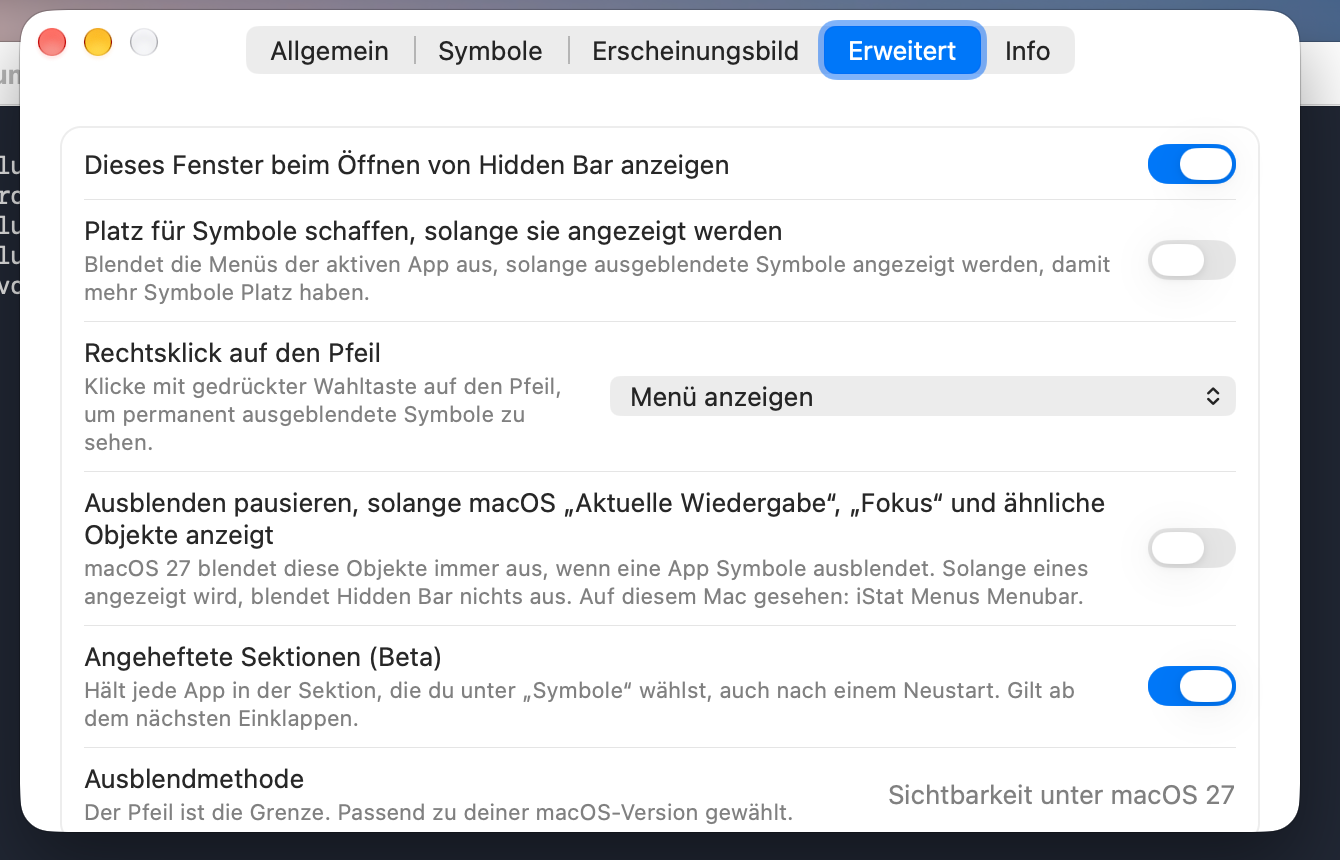 Allgemein
Symbole
Erscheinungsbild
Erweitert
Info
Dieses Fenster beim Öffnen von Hidden Bar anzeigen
Platz für Symbole schaffen, solange sie angezeigt werden
Blendet die Menüs der aktiven App aus, solange ausgeblendete Symbole angezeigt werden, damit
mehr Symbole Platz haben.
Rechtsklick auf den Pfeil
Klicke mit gedrückter Wahltaste auf den Pfeil,
um permanent ausgeblendete Symbole zu
sehen.
Menü anzeigen
Ausblenden pausieren, solange macOS „Aktuelle Wiedergabe“, „Fokus“ und ähnliche
Objekte anzeigt
macOS 27 blendet diese Objekte immer aus, wenn eine App Symbole ausblendet. Solange eines
angezeigt wird, blendet Hidden Bar nichts aus. Auf diesem Mac gesehen: iStat Menus Menubar.
Angeheftete Sektionen (Beta)
Hält jede App in der Sektion, die du unter „Symbole“ wählst, auch nach einem Neustart. Gilt ab
dem nächsten Einklappen.
Ausblendmethode
Der Pfeil ist die Grenze. Passend zu deiner macOS-Version gewählt.
Sichtbarkeit unter macOS 27